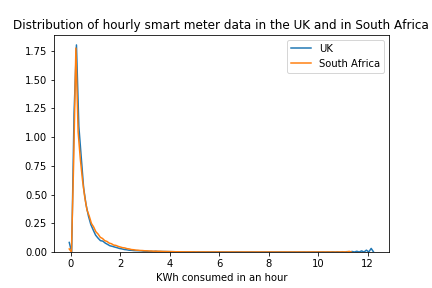 Distribution of hourly smart meter data in the UK and in South Africa
UK
South Africa
1.75
1.50
1.25
1.00
0.75
0.50
0.25
0.00
0 2 4 6 8 10 12
KWh consumed in an hour